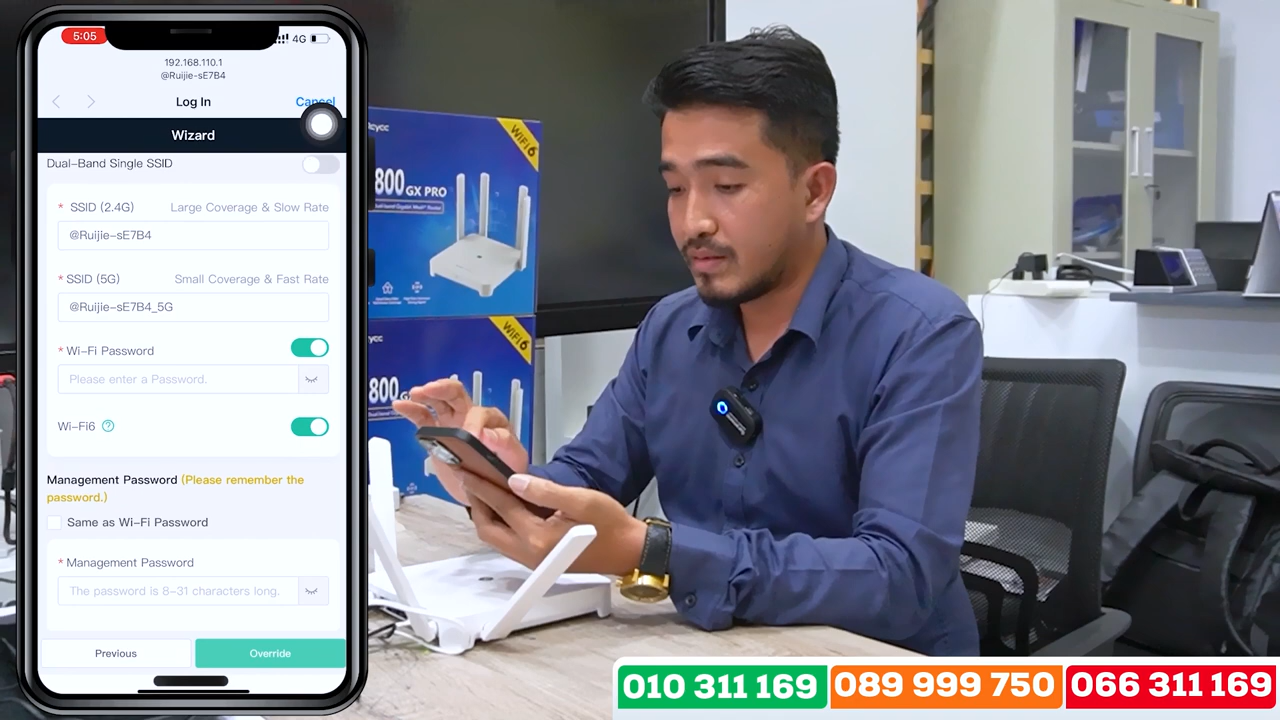 5:05
4G
192.168.110.1
@Ruijie-sE7B4
Log In
Cancel
Wizard
Dual-Band Single SSID
* SSID (2.4G) Large Coverage & Slow Rate
@Ruijie-sE7B4
* SSID (5G) Small Coverage & Fast Rate
@Ruijie-sE7B4_5G
* Wi-Fi Password
Please enter a Password.
Wi-Fi6
Management Password (Please remember the
password.)
Same as Wi-Fi Password
* Management Password
The password is 8-31 characters long.
Previous
Override
WiFi 6
800 GX PRO
WiFi 6
800
010 311 169
089 999 750
066 311 169